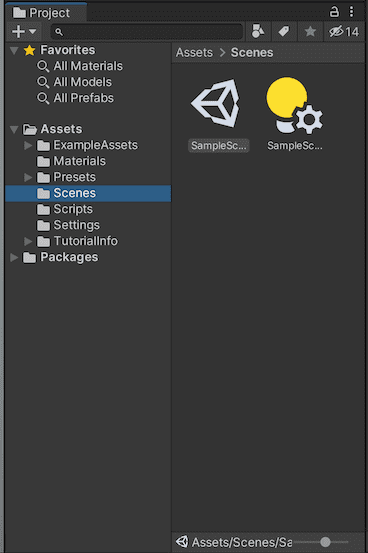 Project
14
Favorites
All Materials
All Models
All Prefabs
Assets
ExampleAssets
Materials
Presets
Scenes
Scripts
Settings
TutorialInfo
Packages
Assets > Scenes
SampleSc...
SampleSc...
Assets/Scenes/Sa